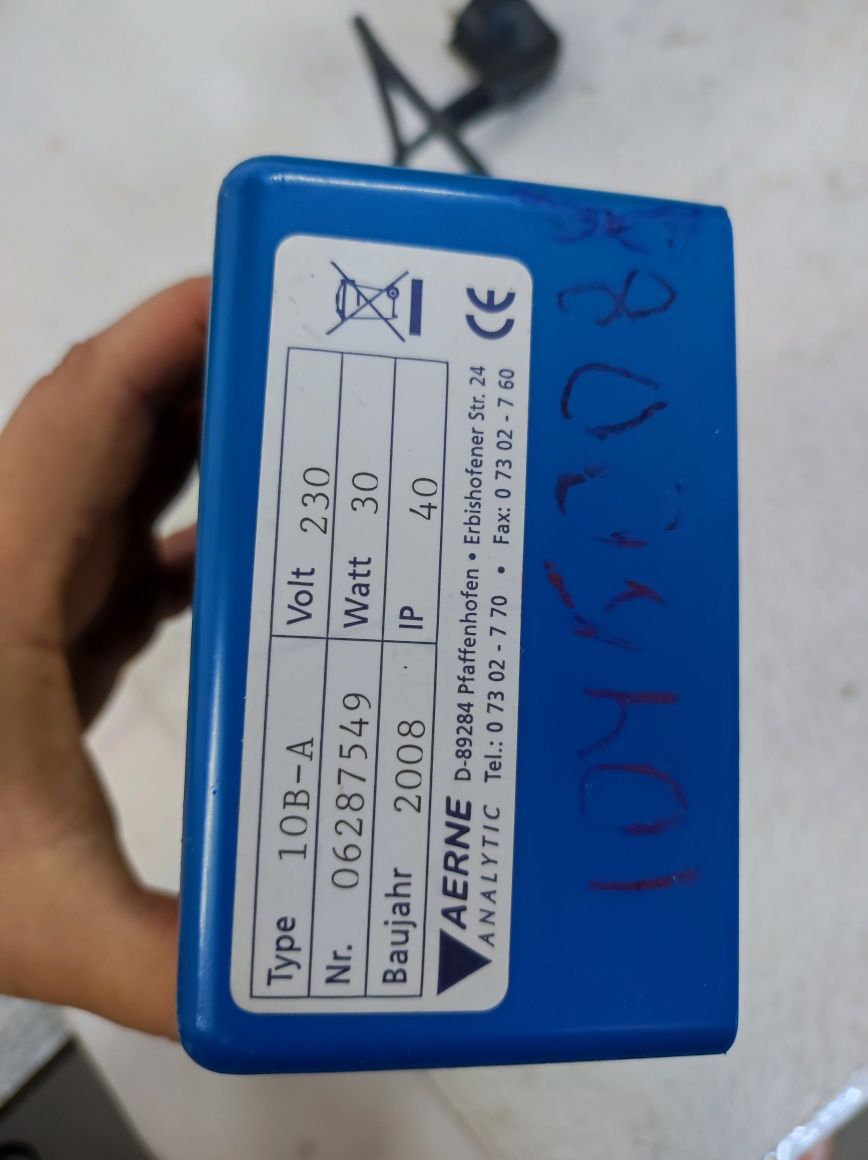 Type 10B-A Volt 230
Nr. 06287549 Watt 30
Baujahr 2008 IP 40
AERNE D-89284 Pfaffenhofen • Erbishofener Str. 24
ANALYTIC Tel.: 0 73 02 - 7 70 • Fax: 0 73 02 - 7 60
CE